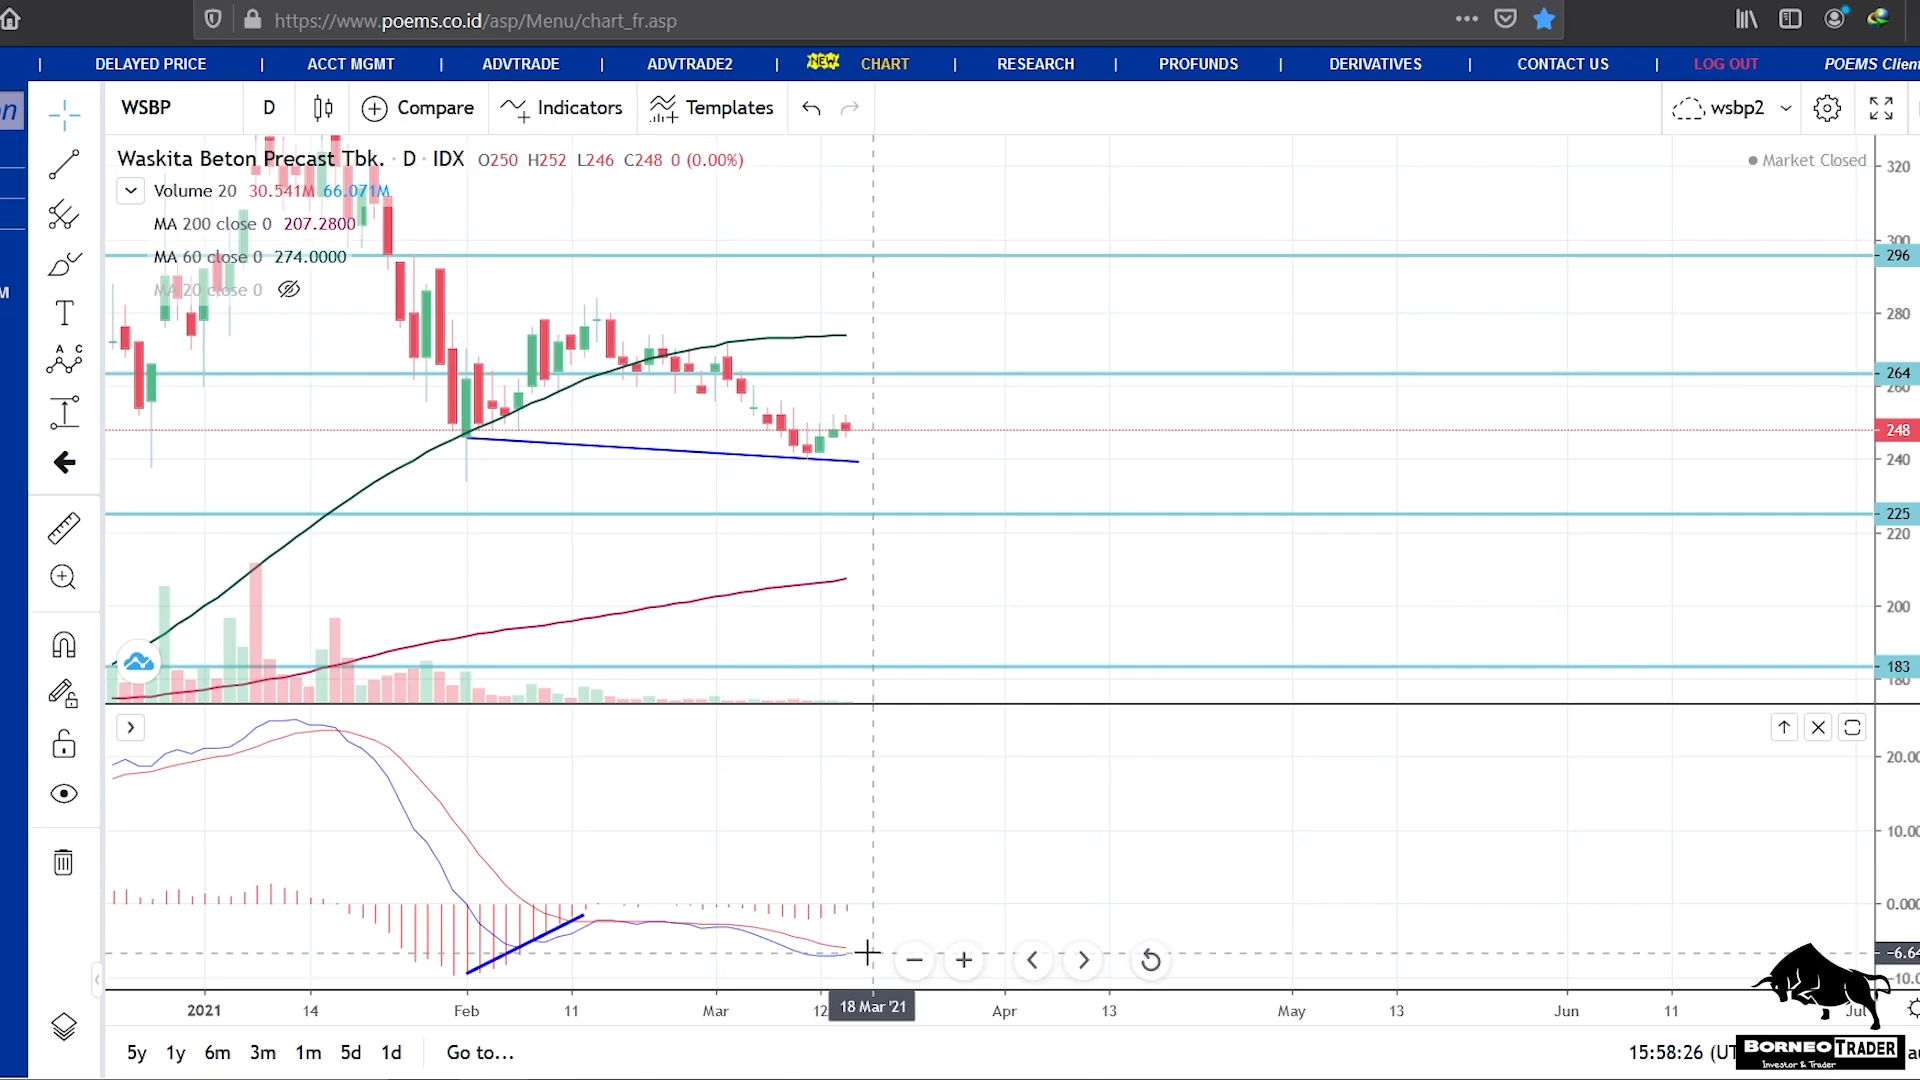 https://www.poems.co.id/asp/Menu/chart_fr.asp
| DELAYED PRICE | ACCT MGMT | ADVTRADE | ADVTRADE2 | NEW CHART | RESEARCH | PROFUNDS | DERIVATIVES | CONTACT US | LOG OUT POEMS Client
on
WSBP D Compare Indicators Templates wsbp2
Waskita Beton Precast Tbk. · D · IDX O250 H252 L246 C248 0 (0.00%)
Market Closed
Volume 20 30.541M 66.071M
MA 200 close 0 207.2800
MA 60 close 0 274.0000
MA 20 close 0
M
T
A C
320
300
296
280
264
260
248
240
225
220
200
183
180
20.00
10.00
0.000
-6.64
-10.0
2021 14 Feb 11 Mar 12 18 Mar '21 Apr 13 May 13 Jun 11 Jul
5y 1y 6m 3m 1m 5d 1d Go to... 15:58:26 (UT
au
BORNEO TRADER
Investor & Trader